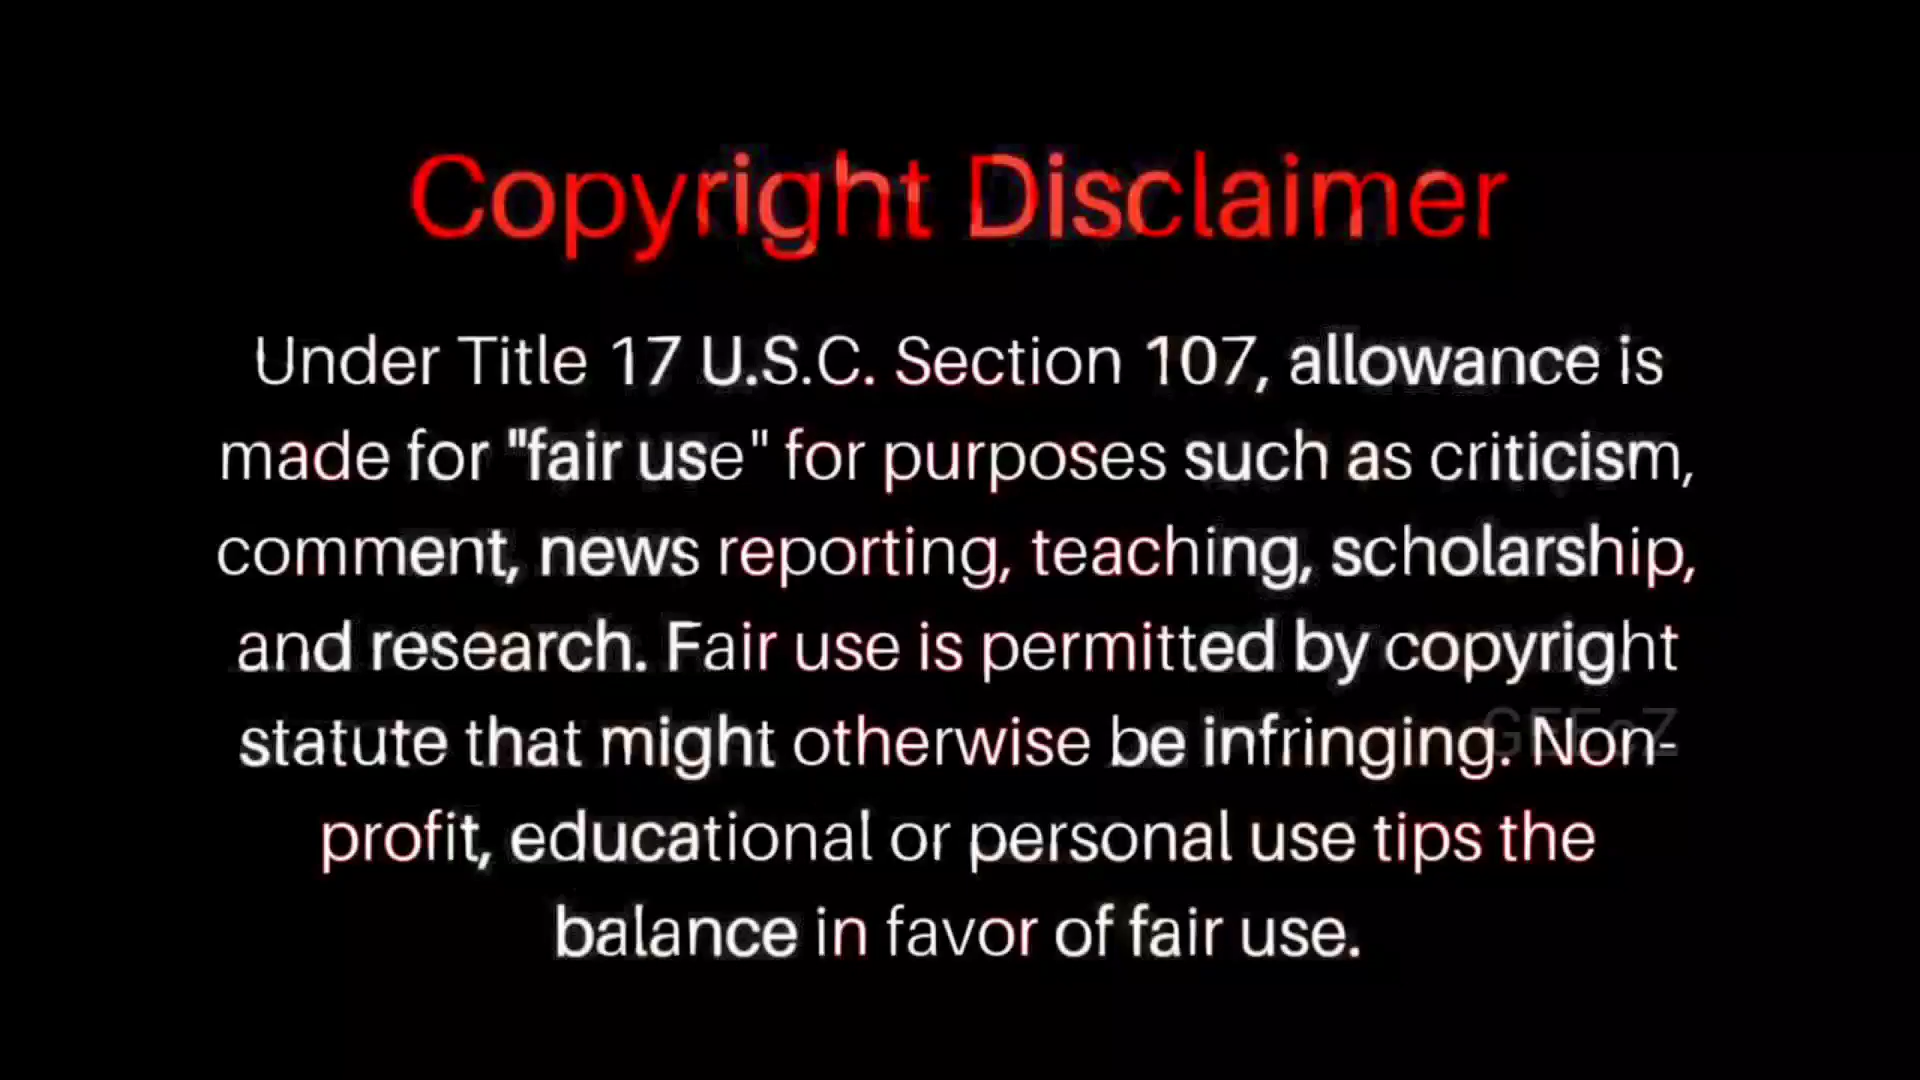 Copyright Disclaimer
Under Title 17 U.S.C. Section 107, allowance is
made for "fair use" for purposes such as criticism,
comment, news reporting, teaching, scholarship,
and research. Fair use is permitted by copyright
statute that might otherwise be infringing. Non-
profit, educational or personal use tips the
balance in favor of fair use.